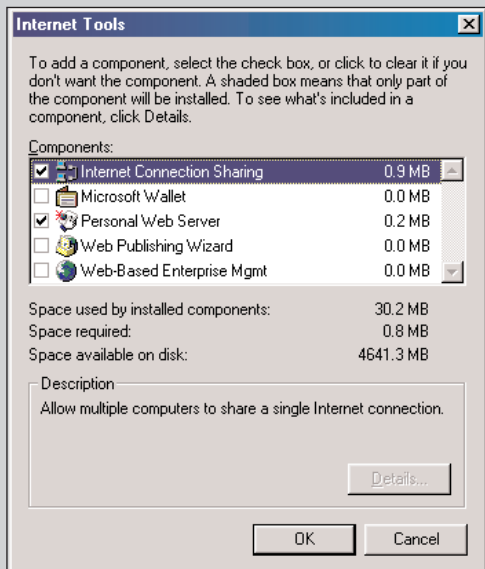 Internet Tools
To add a component, select the check box, or click to clear it if you
don't want the component. A shaded box means that only part of
the component will be installed. To see what's included in a
component, click Details.
Components:
Internet Connection Sharing 0.9 MB
Microsoft Wallet 0.0 MB
Personal Web Server 0.2 MB
Web Publishing Wizard 0.0 MB
Web-Based Enterprise Mgmt 0.0 MB
Space used by installed components: 30.2 MB
Space required: 0.8 MB
Space available on disk: 4641.3 MB
Description
Allow multiple computers to share a single Internet connection.
Details...
OK Cancel